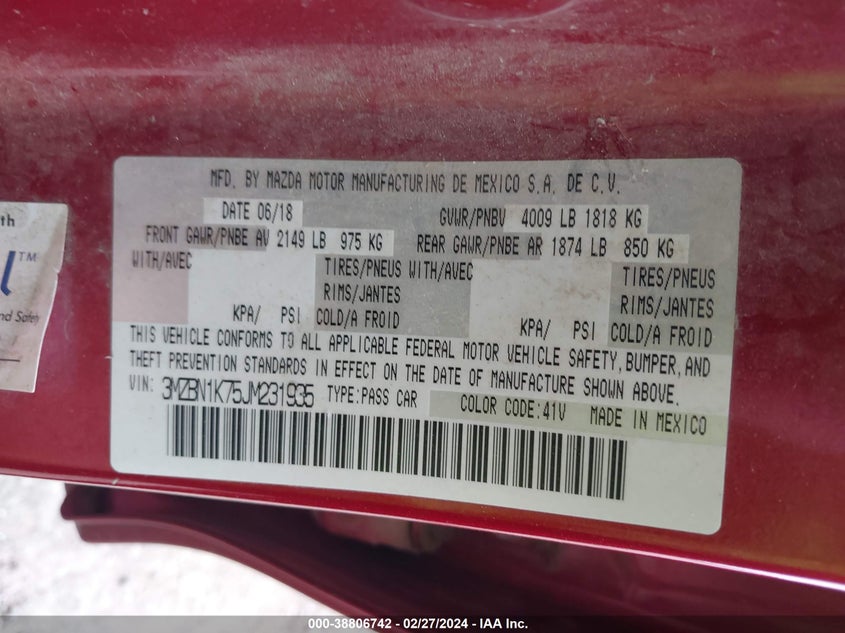 MFD. BY MAZDA MOTOR MANUFACTURING DE MEXICO S.A. DE C.V.
DATE 06/18 GVWR/PNBV 4009 LB 1818 KG
FRONT GAWR/PNBE AV 2149 LB 975 KG REAR GAWR/PNBE AR 1874 LB 850 KG
WITH/AVEC TIRES/PNEUS WITH/AVEC TIRES/PNEUS
RIMS/JANTES RIMS/JANTES
KPA/ PSI COLD/A FROID KPA/ PSI COLD/A FROID
THIS VEHICLE CONFORMS TO ALL APPLICABLE FEDERAL MOTOR VEHICLE SAFETY, BUMPER, AND
THEFT PREVENTION STANDARDS IN EFFECT ON THE DATE OF MANUFACTURE SHOWN ABOVE.
VIN: 3MZBN1K75JM231935 TYPE:PASS CAR COLOR CODE:41V MADE IN MEXICO
th
l™
nd Safety
000-38806742 - 02/27/2024 - IAA Inc.